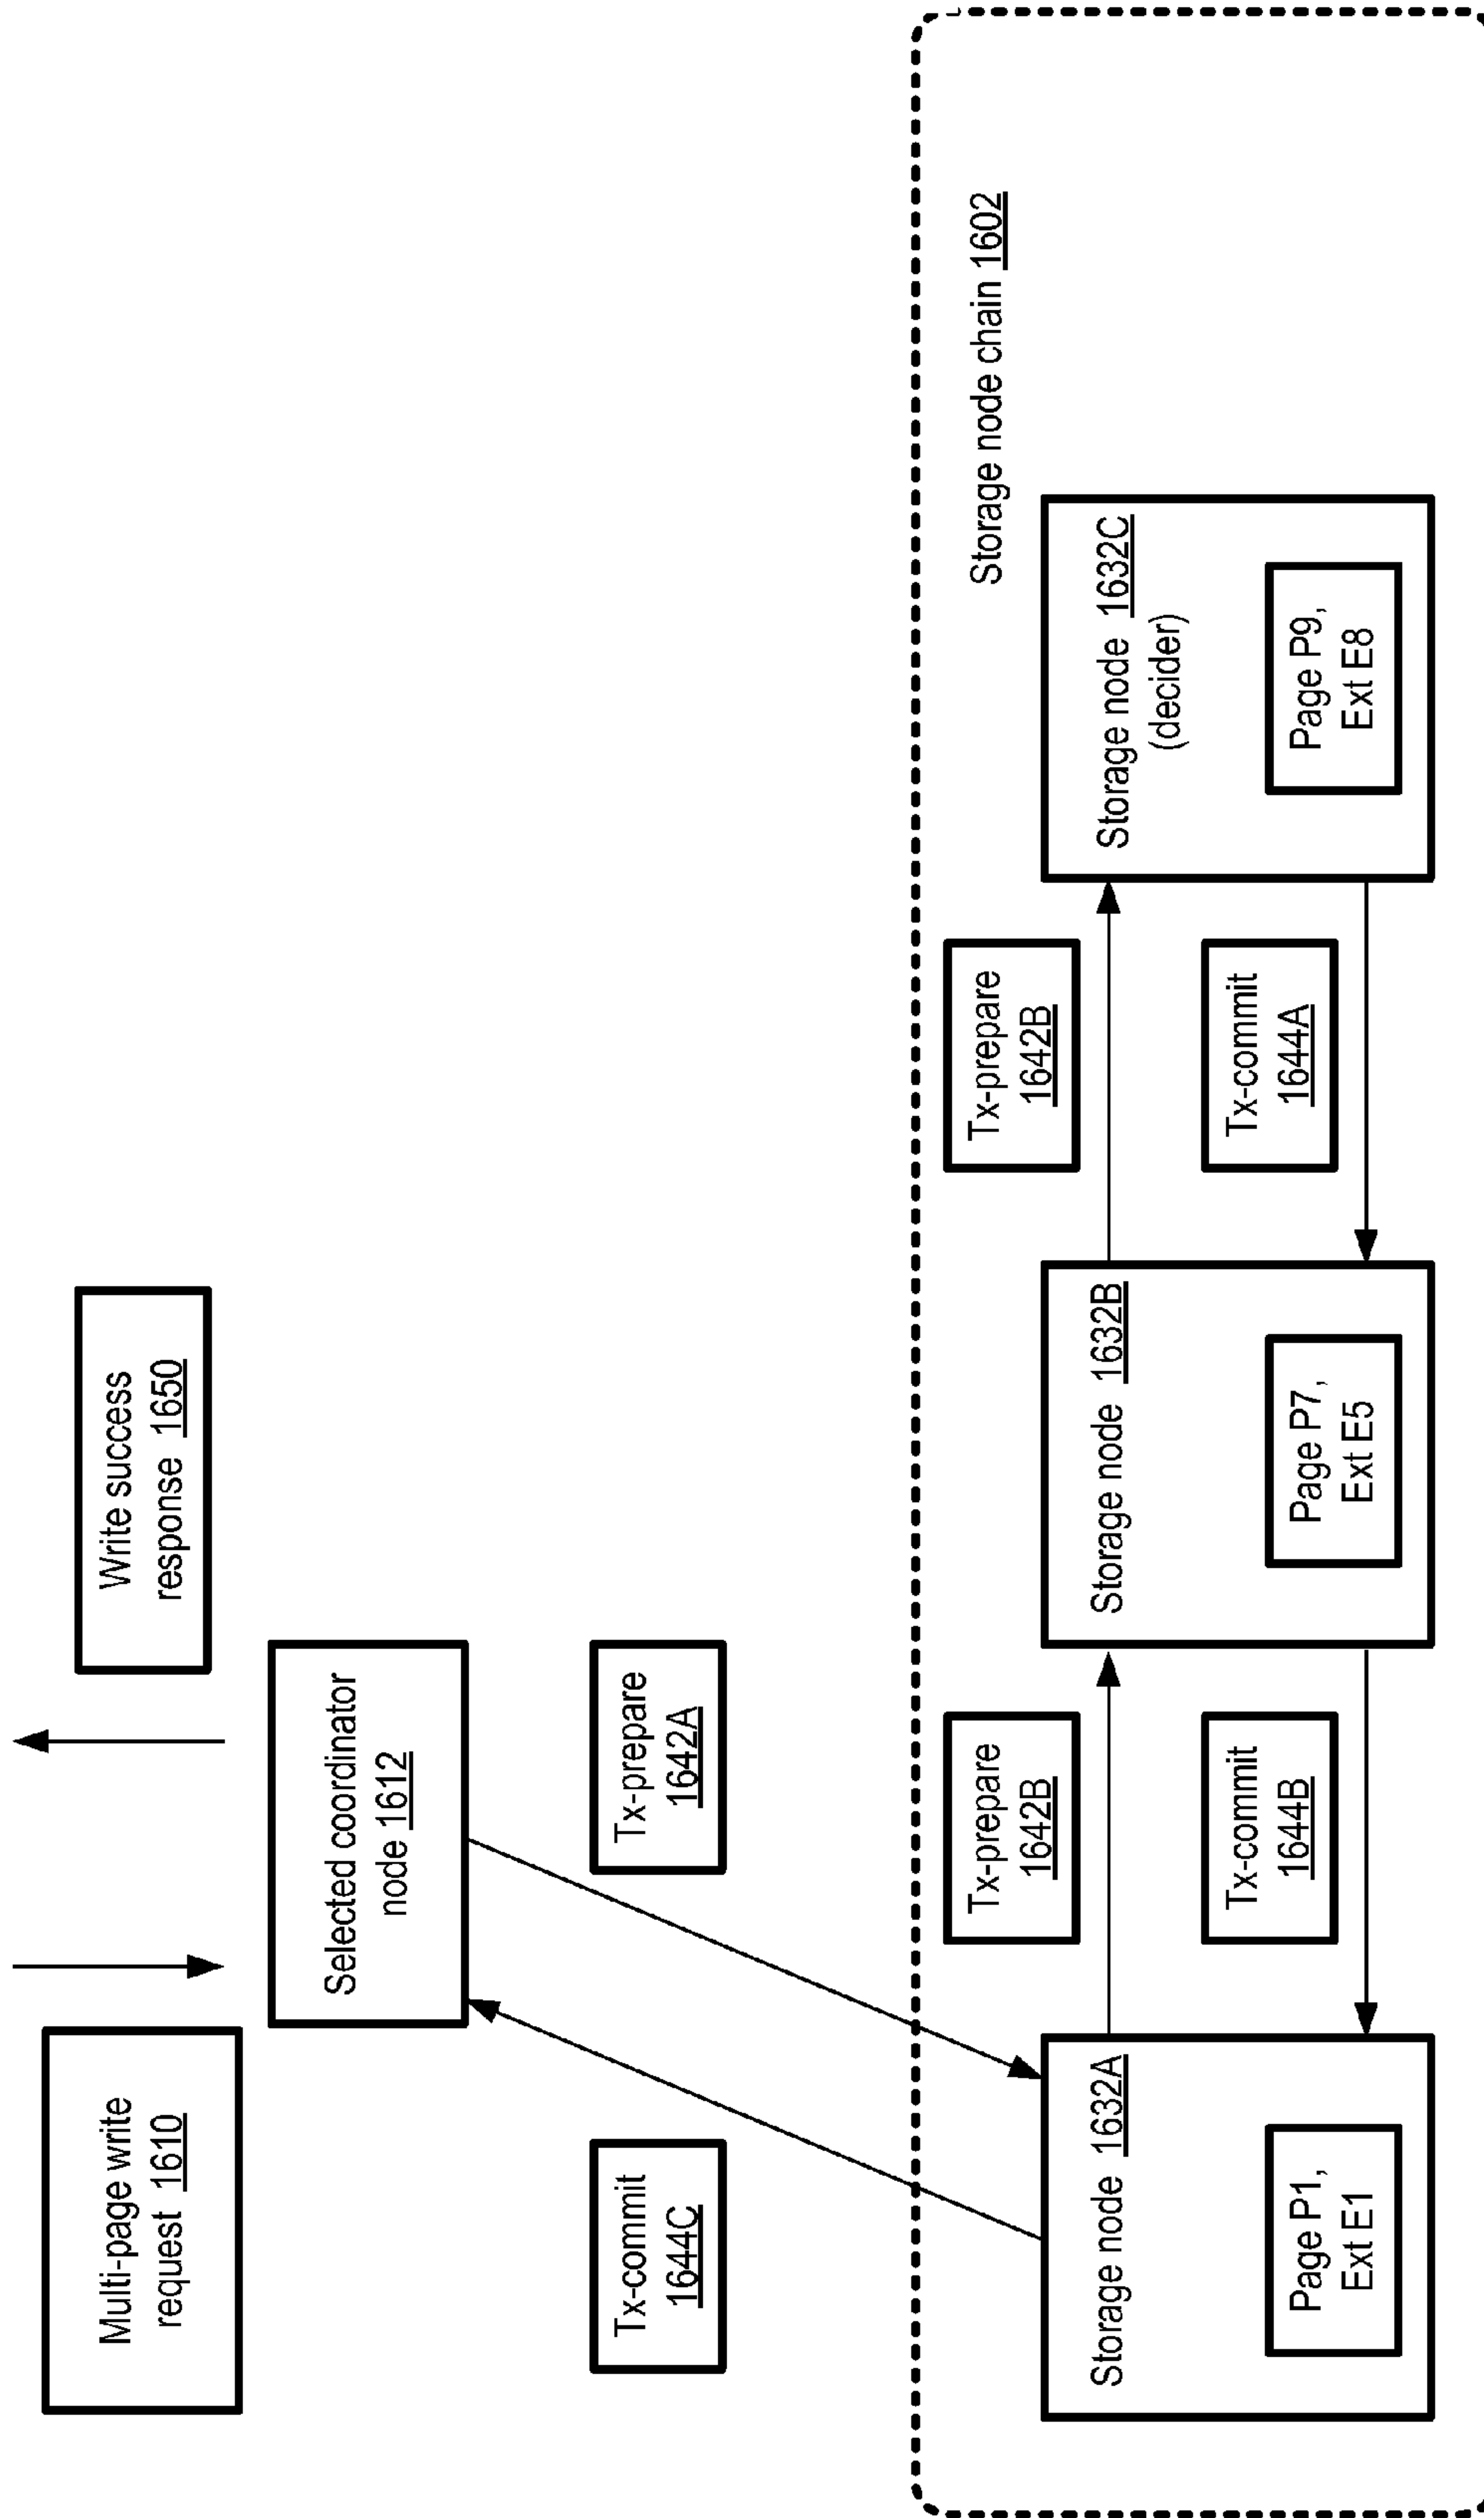 Multi-page write
request 1610
Write success
response 1650
Selected coordinator
node 1612
Tx-commit
1644C
Tx-prepare
1642A
Storage node chain 1602
Tx-prepare
1642B
Tx-prepare
1642B
Storage node 1632A
Storage node 1632B
Storage node 1632C
(decider)
Tx-commit
1644B
Tx-commit
1644A
Page P1,
Ext E1
Page P7,
Ext E5
Page P9,
Ext E8